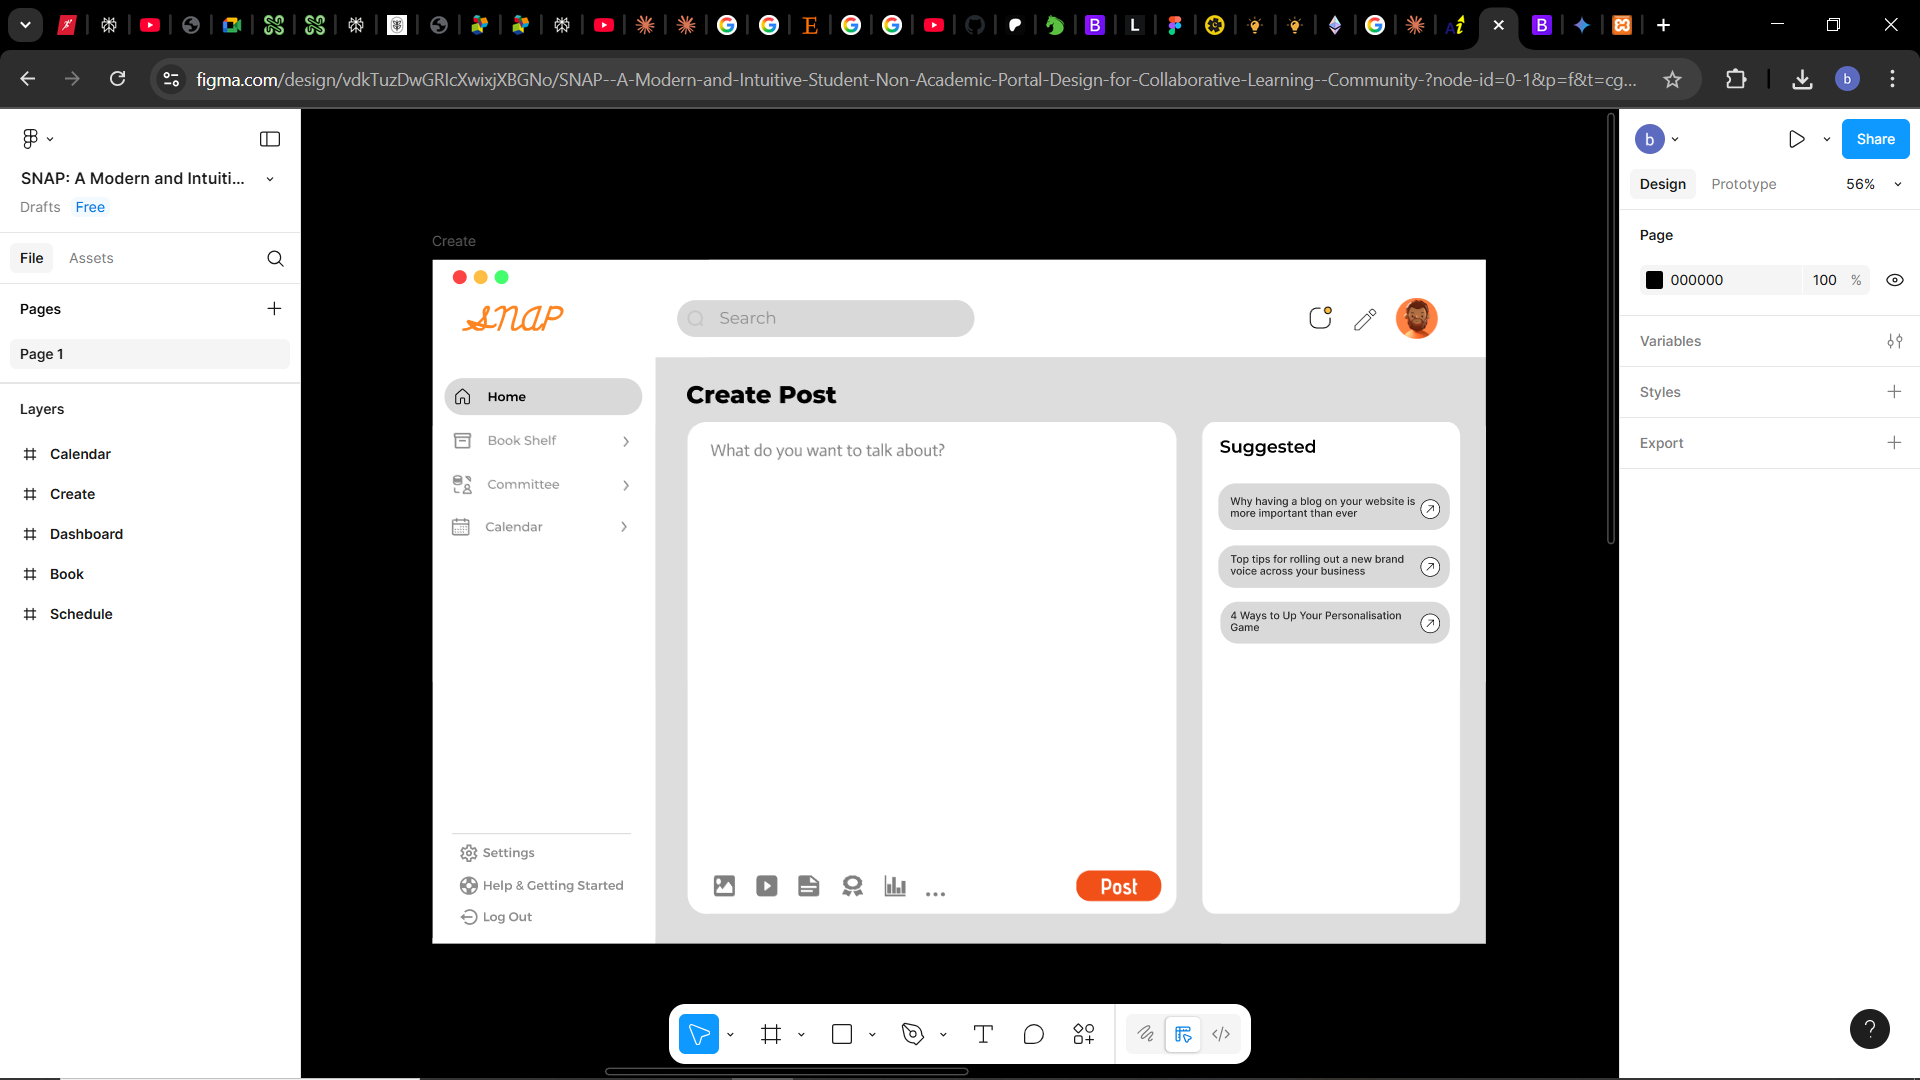 figma.com/design/vdkTuzDwGRIcXwixjXBGNo/SNAP--A-Modern-and-Intuitive-Student-Non-Academic-Portal-Design-for-Collaborative-Learning--Community-?node-id=0-1&p=f&t=cg...
b
SNAP: A Modern and Intuiti...
Drafts Free
File Assets
Pages
Page 1
Layers
Calendar
Create
Dashboard
Book
Schedule
Create
SNAP
Search
Home
Book Shelf
Committee
Calendar
Settings
Help & Getting Started
Log Out
Create Post
What do you want to talk about?
Post
Suggested
Why having a blog on your website is
more important than ever
Top tips for rolling out a new brand
voice across your business
4 Ways to Up Your Personalisation
Game
b
Share
Design Prototype 56%
Page
000000 100 %
Variables
Styles
Export
?